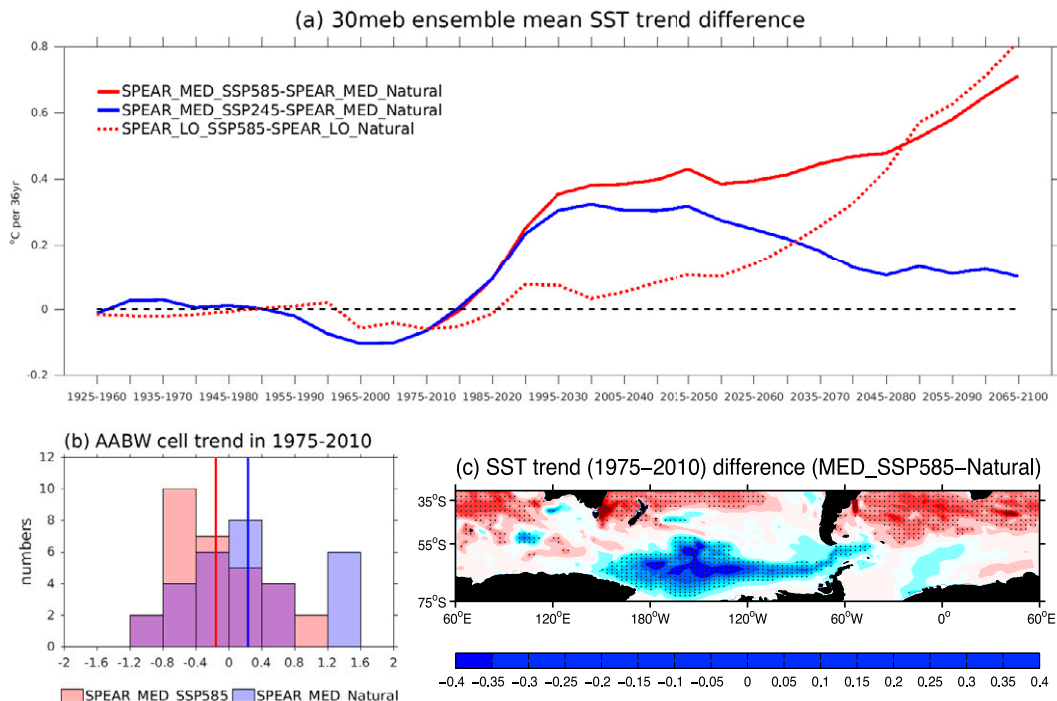 (a) 30meb ensemble mean SST trend difference
0.8
0.6
0.4
0.2
0
-0.2
°C per 36yr
SPEAR_MED_SSP585-SPEAR_MED_Natural
SPEAR_MED_SSP245-SPEAR_MED_Natural
SPEAR_LO_SSP585-SPEAR_LO_Natural
1925-1960 1935-1970 1945-1980 1955-1990 1965-2000 1975-2010 1985-2020 1995-2030 2005-2040 2015-2050 2025-2060 2035-2070 2045-2080 2055-2090 2065-2100
(b) AABW cell trend in 1975-2010
12
10
8
6
4
2
0
numbers
-2 -1.6 -1.2 -0.8 -0.4 0 0.4 0.8 1.2 1.6 2
SPEAR_MED_SSP585 SPEAR_MED_Natural
(c) SST trend (1975−2010) difference (MED_SSP585−Natural)
35°S
55°S
75°S
60°E 120°E 180°W 120°W 60°W 0° 60°E
−0.4 −0.35 −0.3 −0.25 −0.2 −0.15 −0.1 −0.05 0 0.05 0.1 0.15 0.2 0.25 0.3 0.35 0.4